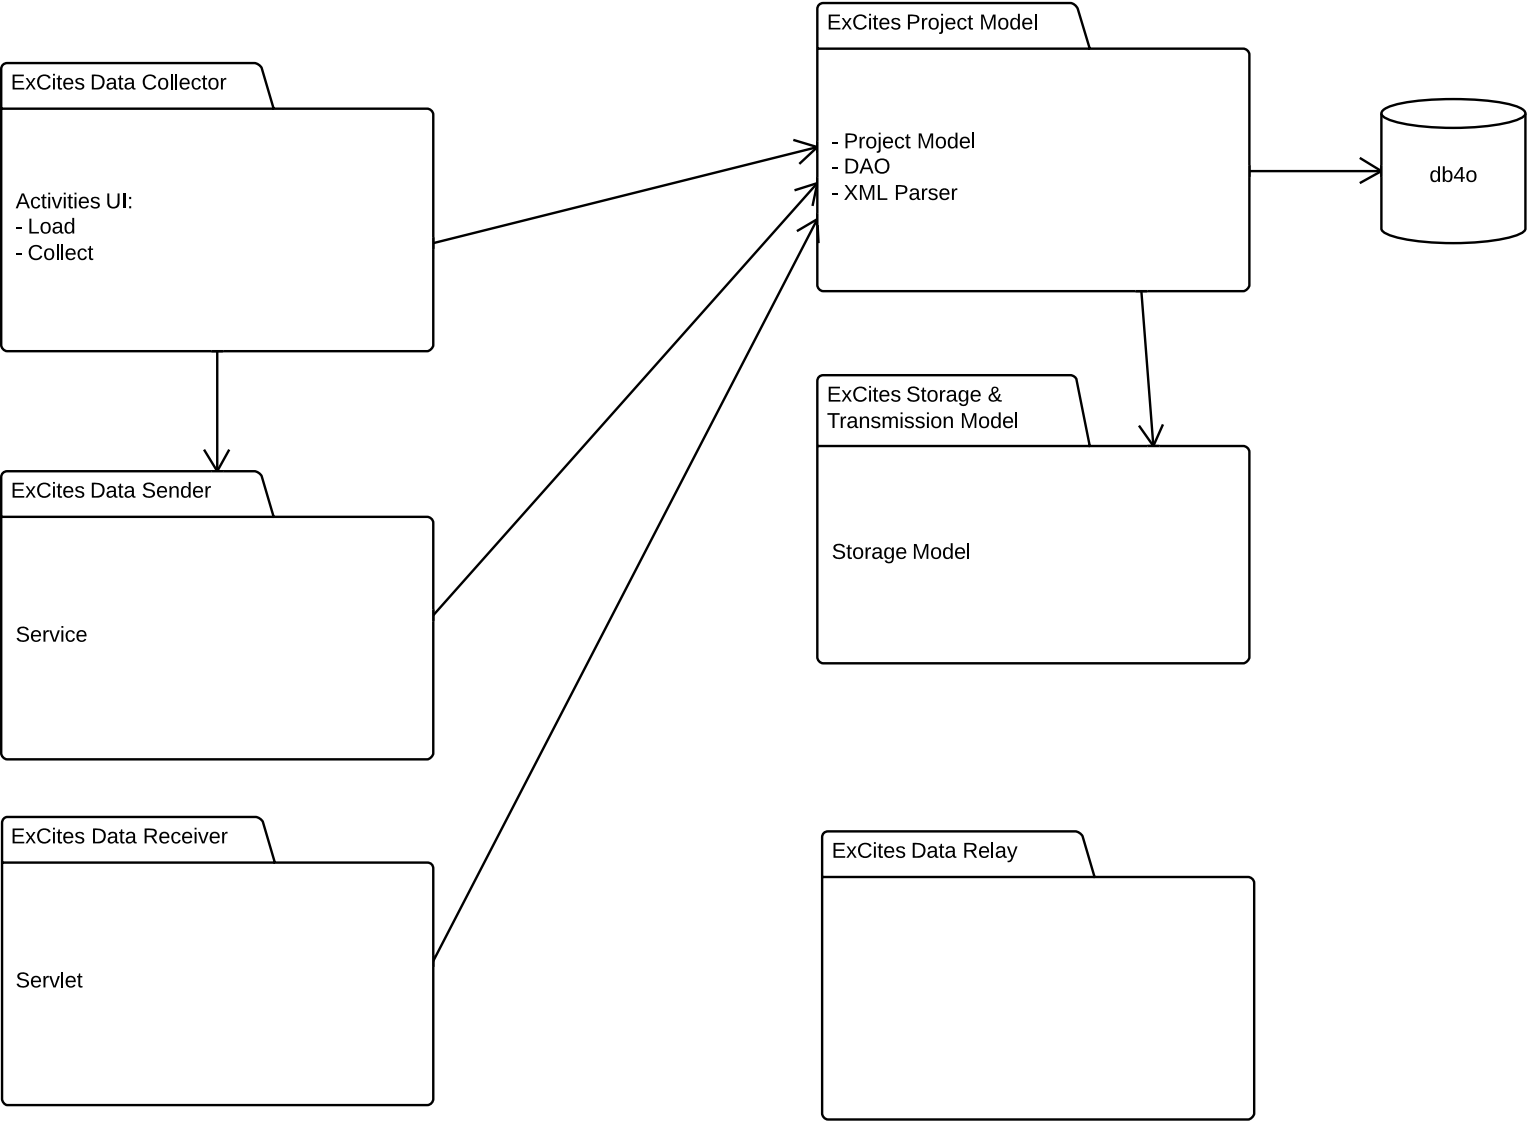 ExCites Project Model
- Project Model
- DAO
- XML Parser
db4o
ExCites Data Collector
Activities UI:
- Load
- Collect
ExCites Storage &
Transmission Model
Storage Model
ExCites Data Sender
Service
ExCites Data Receiver
Servlet
ExCites Data Relay